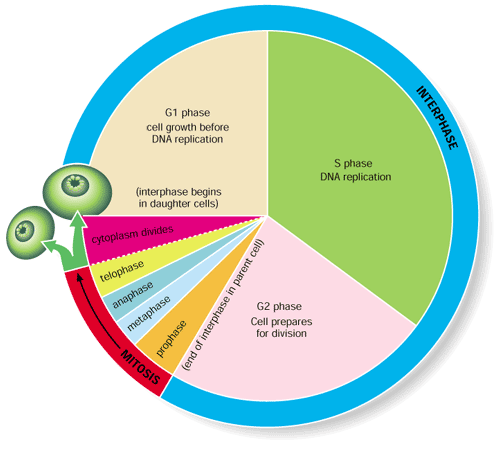 G1 phase
cell growth before
DNA replication
(interphase begins
in daughter cells)
INTERPHASE
S phase
DNA replication
G2 phase
Cell prepares
for division
(end of interphase in parent cell)
prophase
metaphase
anaphase
telophase
cytoplasm divides
MITOSIS